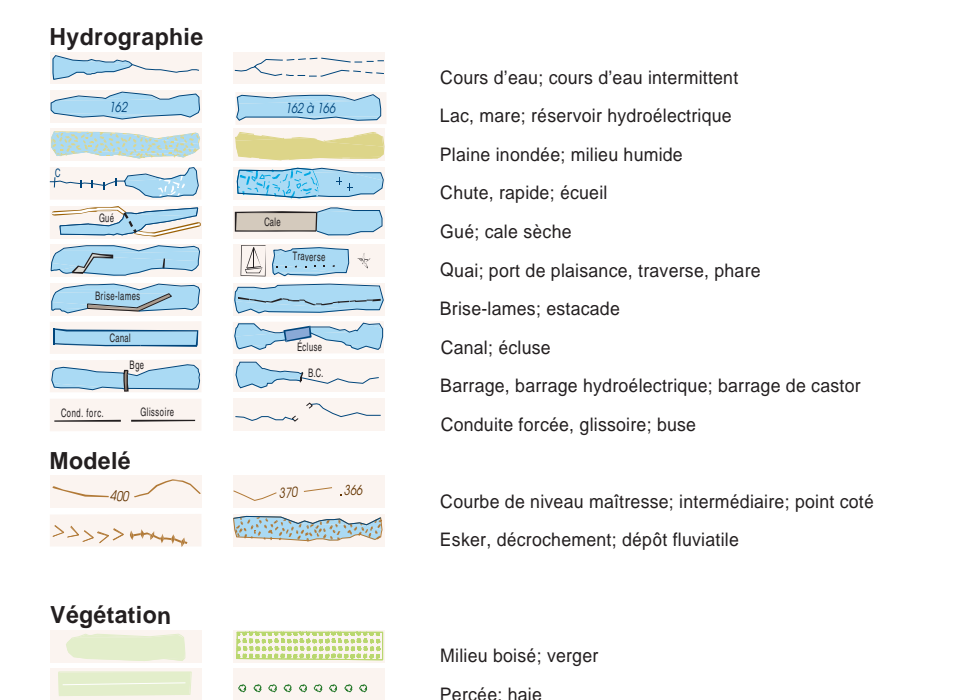 Hydrographie
Cours d'eau; cours d'eau intermittent
162 162 à 166 Lac, mare; réservoir hydroélectrique
Plaine inondée; milieu humide
C Chute, rapide; écueil
Gué Cale Gué; cale sèche
Traverse Quai; port de plaisance, traverse, phare
Brise-lames Brise-lames; estacade
Canal Écluse Canal; écluse
Bge B.C. Barrage, barrage hydroélectrique; barrage de castor
Cond. forc. Glissoire Conduite forcée, glissoire; buse
Modelé
400 370 .366 Courbe de niveau maîtresse; intermédiaire; point coté
Esker, décrochement; dépôt fluviatile
Végétation
Milieu boisé; verger
Percée; haie